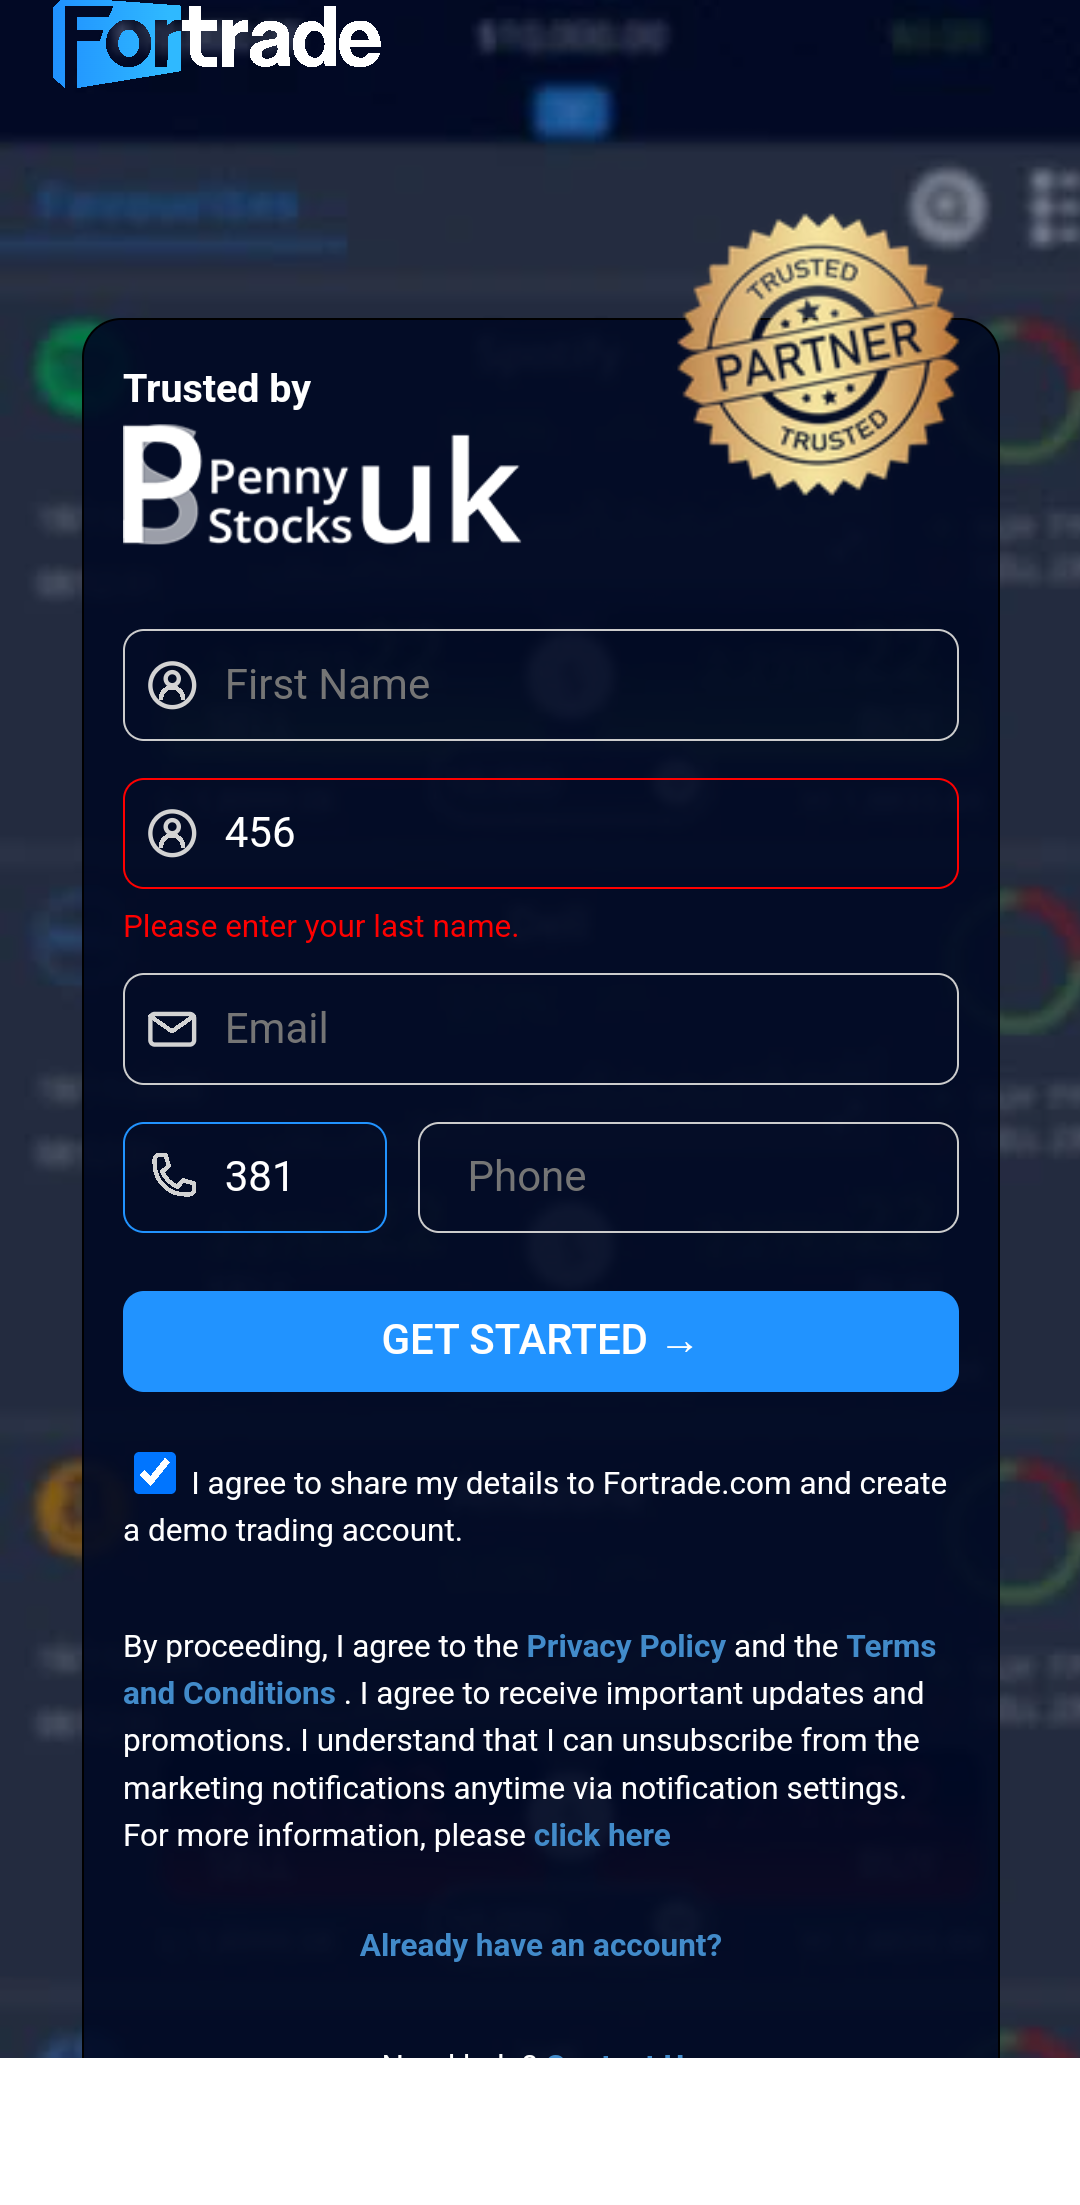 Fortrade
$10,000.00
Favourites
TRUSTED
PARTNER
TRUSTED
Trusted by
Penny
Stocks uk
First Name
456
Please enter your last name.
Email
381
Phone
GET STARTED →
I agree to share my details to Fortrade.com and create
a demo trading account.
By proceeding, I agree to the Privacy Policy and the Terms
and Conditions . I agree to receive important updates and
promotions. I understand that I can unsubscribe from the
marketing notifications anytime via notification settings.
For more information, please click here
Already have an account?